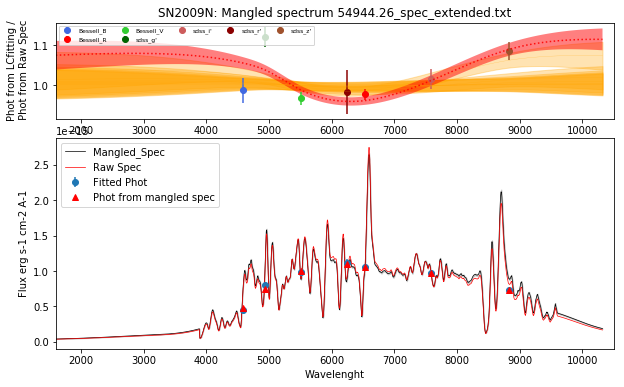 SN2009N: Mangled spectrum 54944.26_spec_extended.txt
Phot from LCfitting /
Phot from Raw Spec
1.1
1.0
Bessell_B
Bessell_R
Bessell_V
sdss_g'
sdss_i'
sdss_r'
sdss_z'
2000 3000 4000 5000 6000 7000 8000 9000 10000
1e-15
Flux erg s-1 cm-2 A-1
2.5
2.0
1.5
1.0
0.5
0.0
Mangled_Spec
Raw Spec
Fitted Phot
Phot from mangled spec
2000 3000 4000 5000 6000 7000 8000 9000 10000
Wavelenght